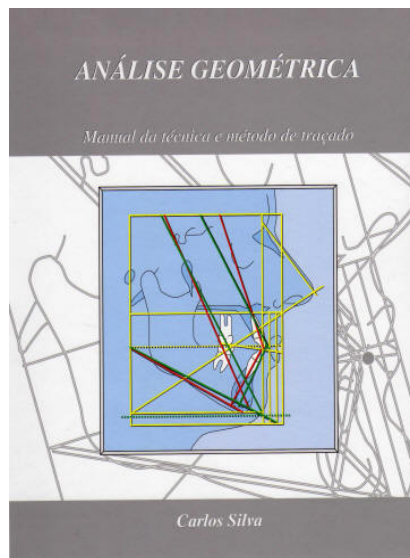 ANÁLISE GEOMÉTRICA
Manual da técnica e método de traçado
Carlos Silva